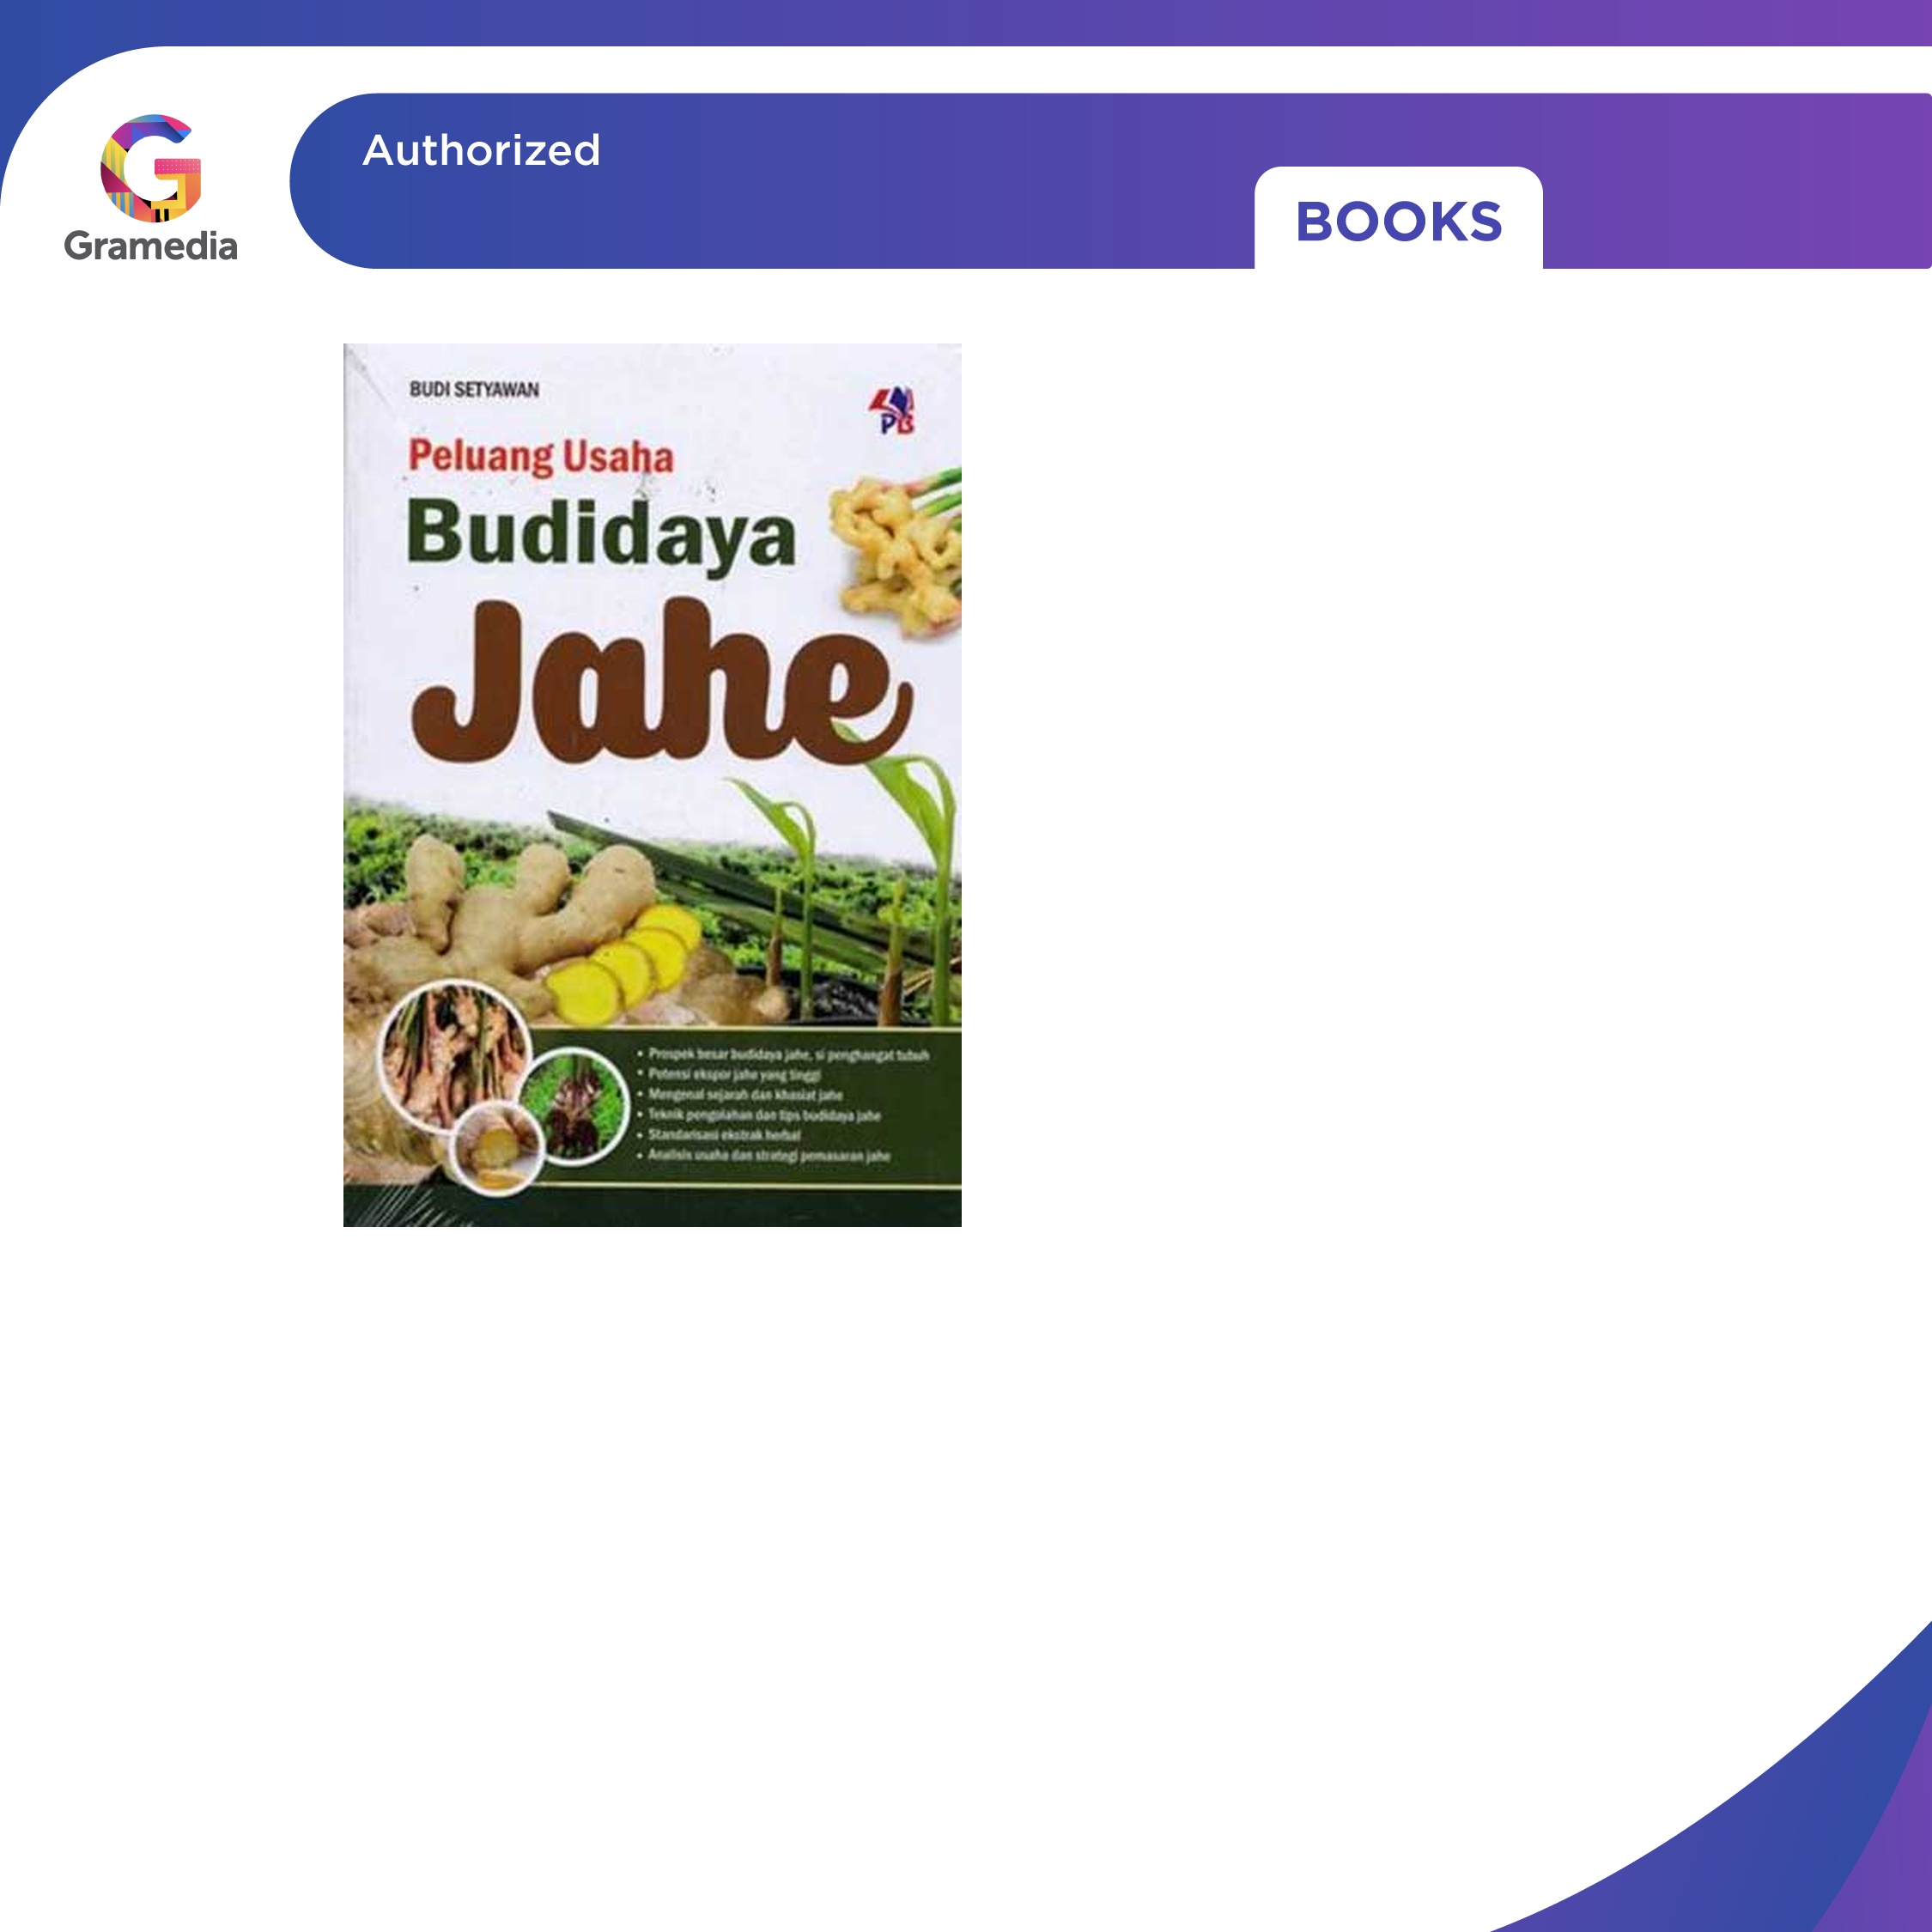 Authorized
Gramedia
BOOKS
BUDI SETYAWAN
PB
Peluang Usaha
Budidaya
Jahe
• Prospek besar budidaya jahe, si penghangat tubuh
• Potensi ekspor jahe yang tinggi
• Mengenal sejarah dan khasiat jahe
• Teknik pengolahan dan tips budidaya jahe
• Standarisasi ekstrak herbal
• Analisis usaha dan strategi pemasaran jahe